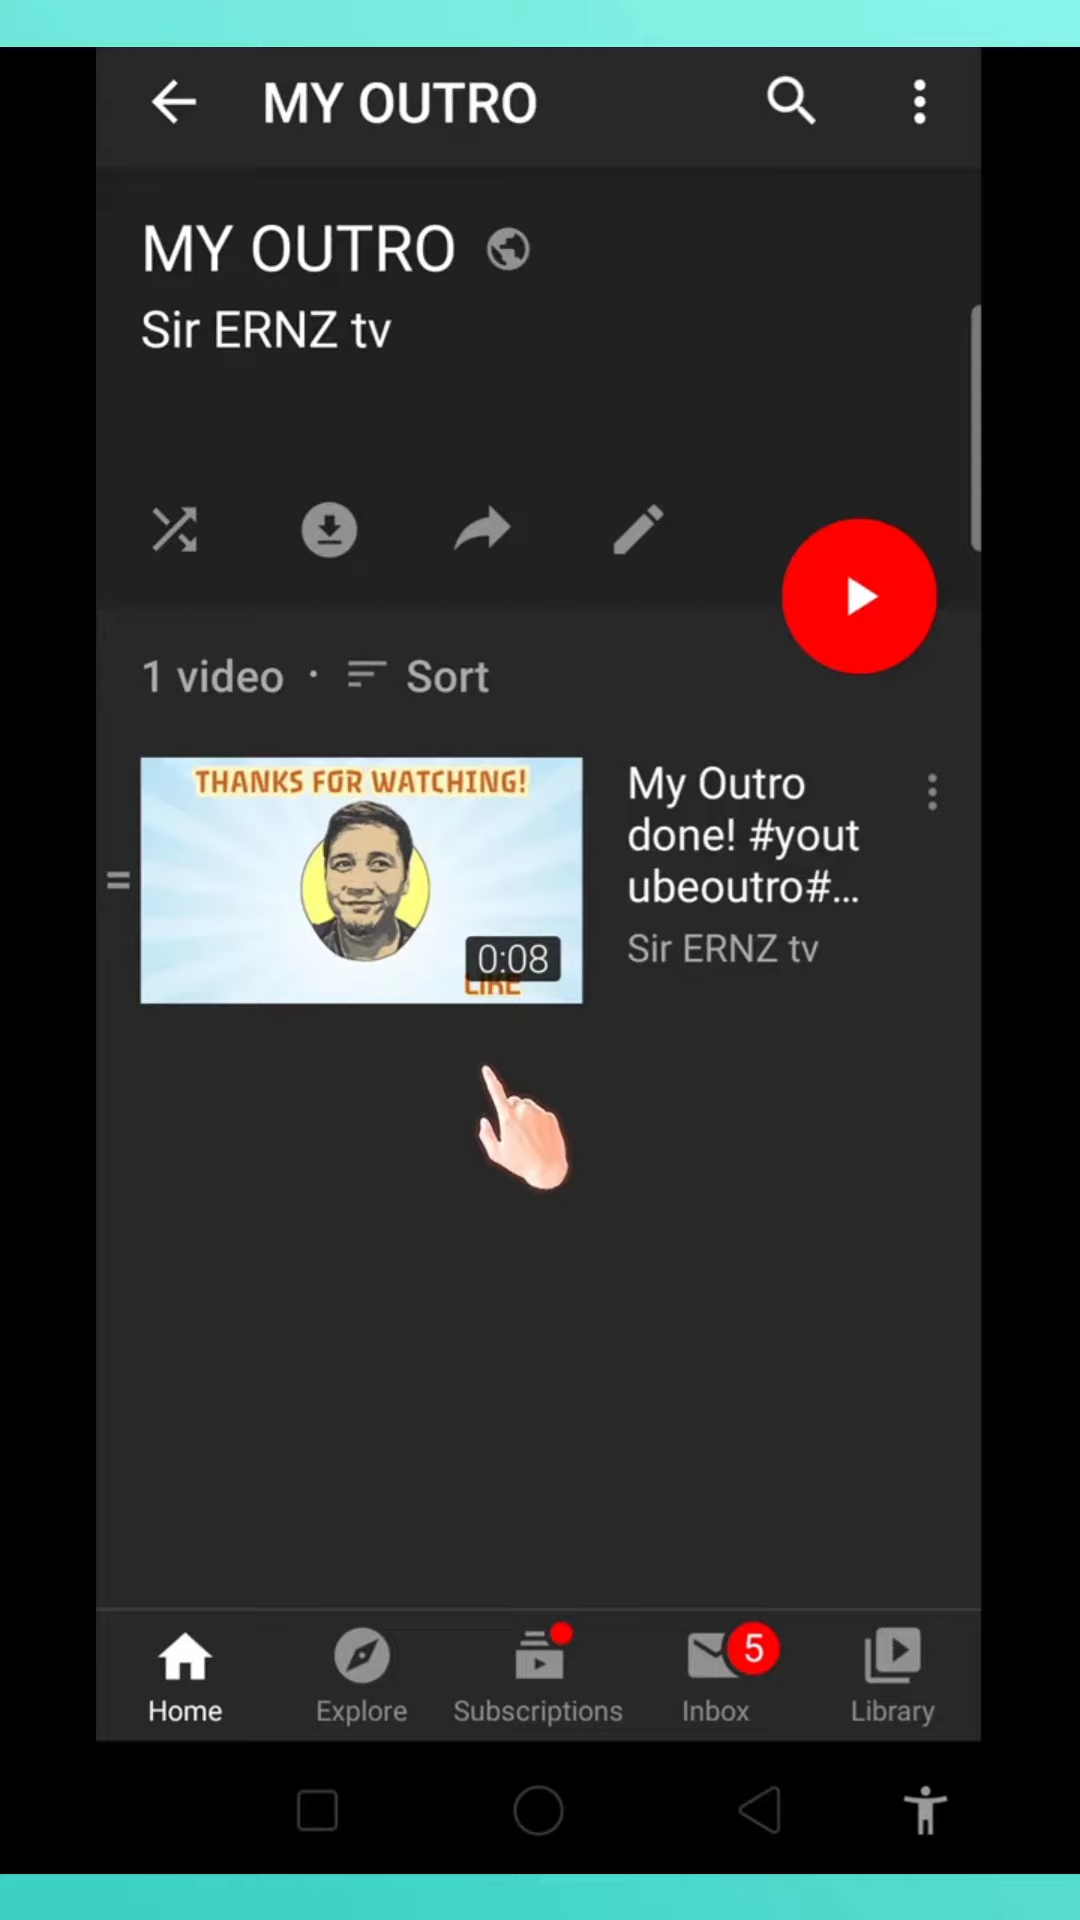 MY OUTRO
MY OUTRO
Sir ERNZ tv
1 video · Sort
THANKS FOR WATCHING!
0:08
LIKE
My Outro
done! #yout
ubeoutro#...
Sir ERNZ tv
5
Home Explore Subscriptions Inbox Library